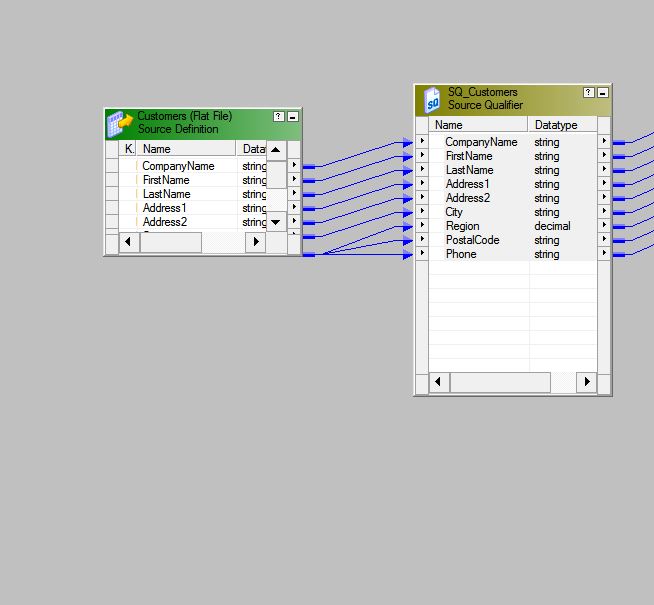 Customers (Flat File)
Source Definition
K. Name Datat
CompanyName string
FirstName string
LastName string
Address1 string
Address2 string
SQ_Customers
Source Qualifier
SQ
Name Datatype
CompanyName string
FirstName string
LastName string
Address1 string
Address2 string
City string
Region decimal
PostalCode string
Phone string